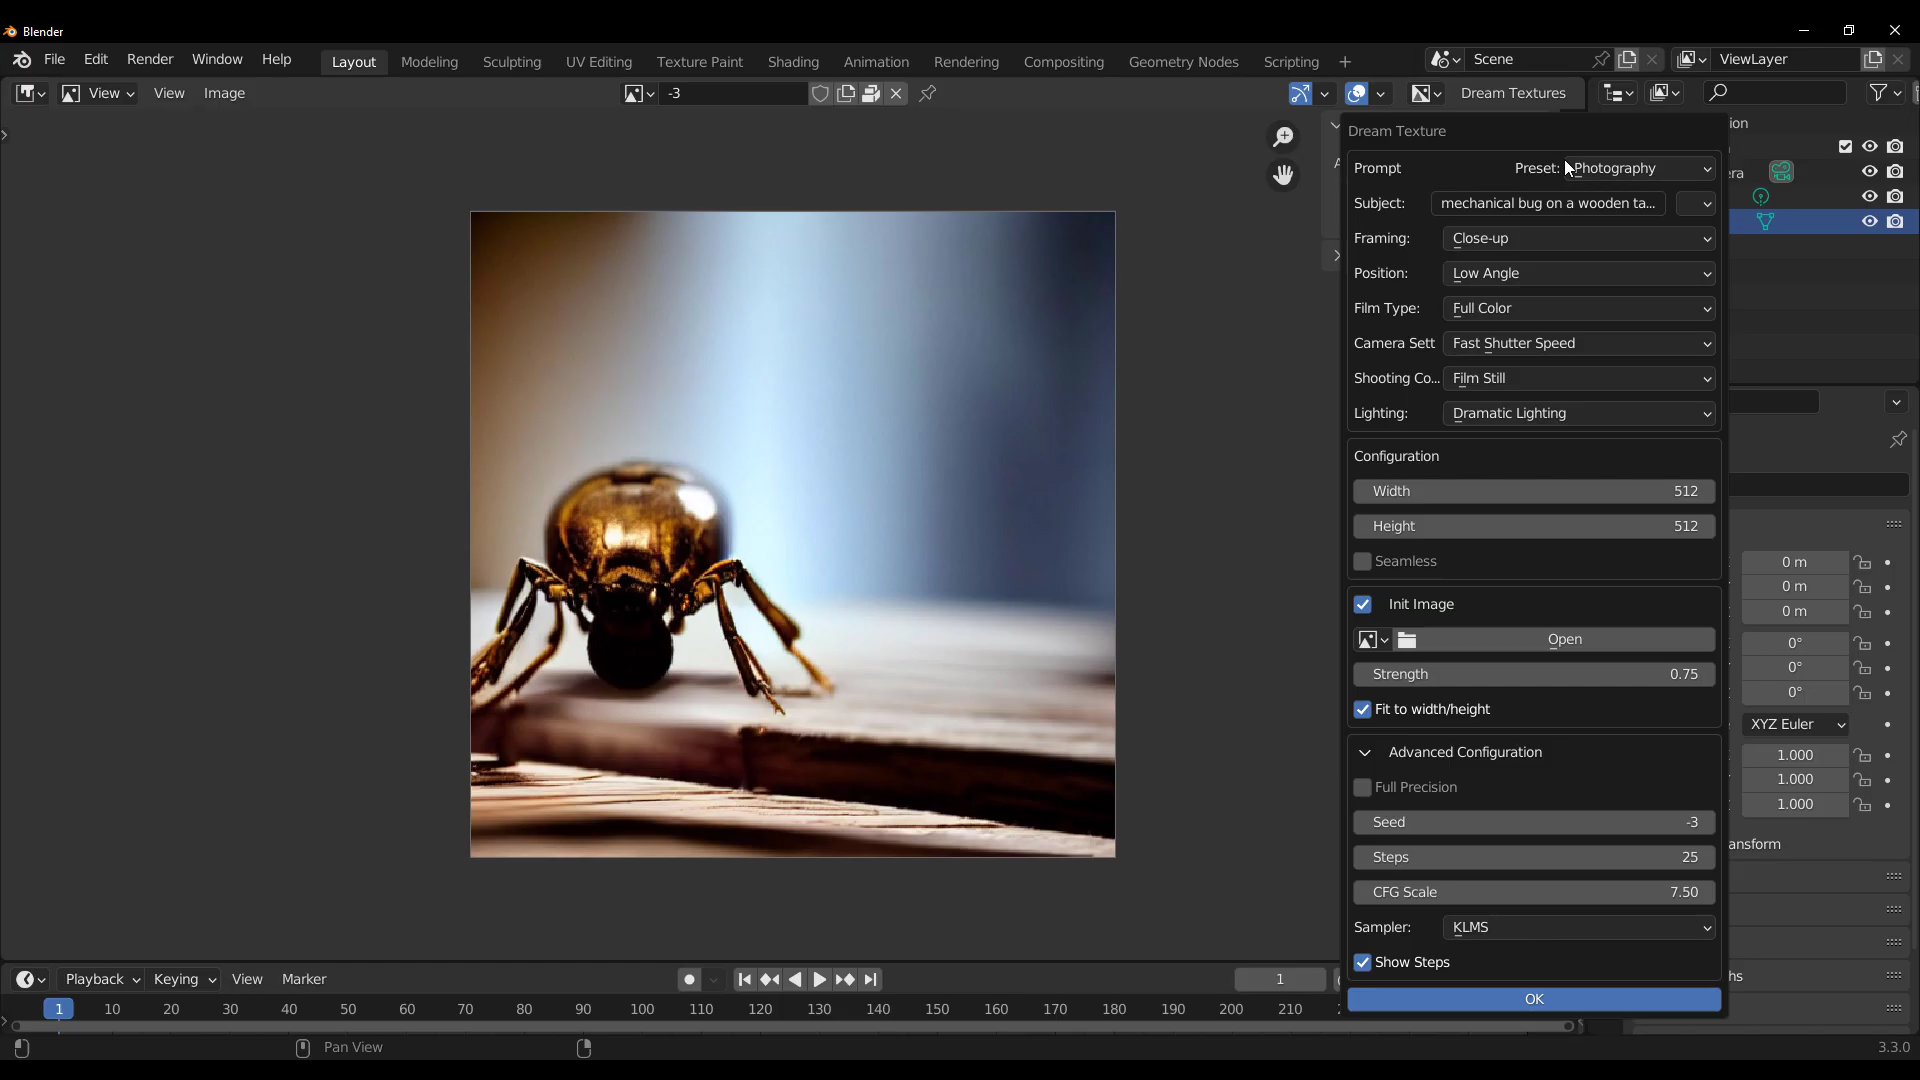 Blender
File Edit Render Window Help Layout Modeling Sculpting UV Editing Texture Paint Shading Animation Rendering Compositing Geometry Nodes Scripting + Scene ViewLayer
View View Image -3 Dream Textures
Dream Texture
Prompt Preset: Photography
Subject: mechanical bug on a wooden ta...
Framing: Close-up
Position: Low Angle
Film Type: Full Color
Camera Sett Fast Shutter Speed
Shooting Co... Film Still
Lighting: Dramatic Lighting
Configuration
Width 512
Height 512
Seamless
Init Image
Open
Strength 0.75
Fit to width/height
Advanced Configuration
Full Precision
Seed -3
Steps 25
CFG Scale 7.50
Sampler: KLMS
Show Steps
OK
ion
era
0 m
0 m
0 m
0°
0°
0°
XYZ Euler
1.000
1.000
1.000
ansform
hs
Playback Keying View Marker 1
1 10 20 30 40 50 60 70 80 90 100 110 120 130 140 150 160 170 180 190 200 210
Pan View 3.3.0